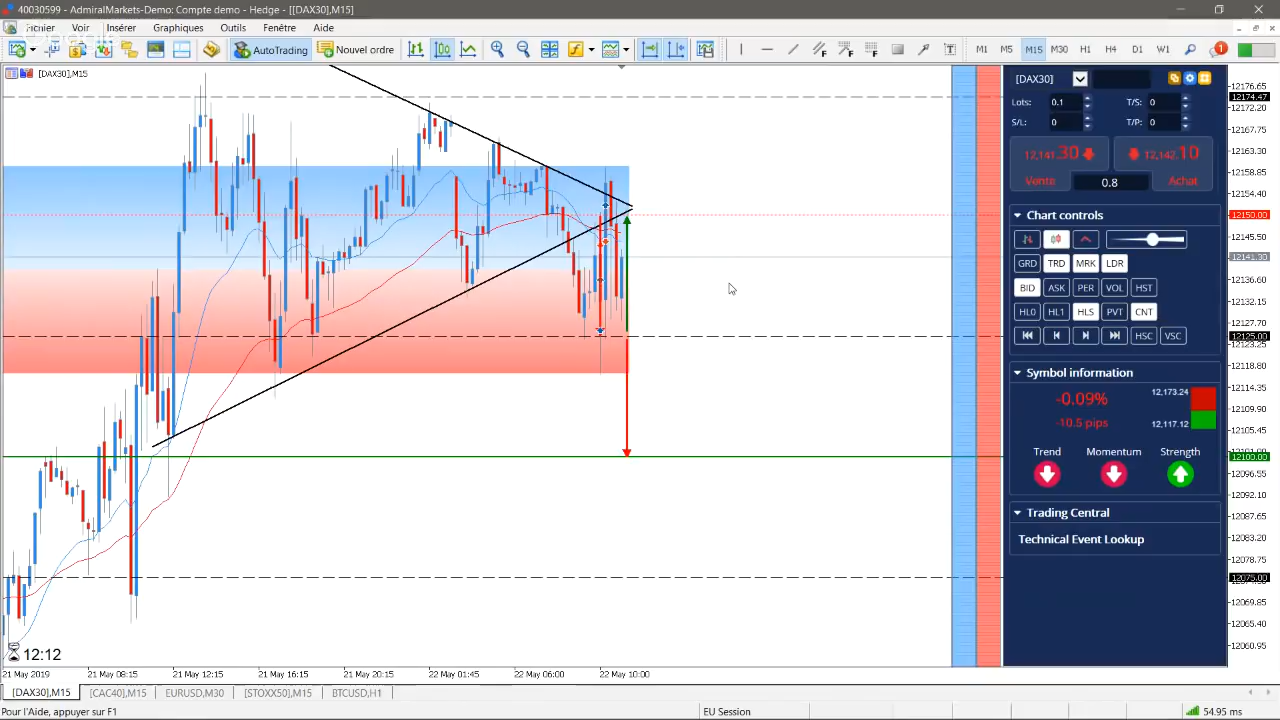 40030599 - AdmiralMarkets-Demo: Compte demo - Hedge - [[DAX30],M15]
Fichier Voir Insérer Graphiques Outils Fenêtre Aide
AutoTrading Nouvel ordre M1 M5 M15 M30 H1 H4 D1 W1 1
[DAX30],M15
[DAX30]
Lots: 0.1 T/S: 0
S/L: 0 T/P: 0
12,141.30 12,142.10
Vente 0.8 Achat
Chart controls
GRD TRD MRK LDR
BID ASK PER VOL HST
HL0 HL1 HLS PVT CNT
HSC VSC
Symbol information
-0.09% 12,173.24
-10.5 pips 12,117.12
Trend Momentum Strength
Trading Central
Technical Event Lookup
12176.65
12174.47
12172.20
12167.75
12163.30
12158.85
12154.40
12150.00
12145.50
12141.30
12136.60
12132.15
12127.70
12125.00
12123.25
12118.80
12114.35
12109.90
12105.45
12100.00
12096.55
12092.10
12087.65
12083.20
12078.75
12075.00
12069.85
12065.40
12060.95
12:12
21 May 2019 21 May 08:15 21 May 12:15 21 May 16:15 21 May 20:15 22 May 01:45 22 May 06:00 22 May 10:00
[DAX30],M15 [CAC40],M15 EURUSD,M30 [STOXX50],M15 BTCUSD,H1
Pour l'Aide, appuyer sur F1 EU Session 54.95 ms